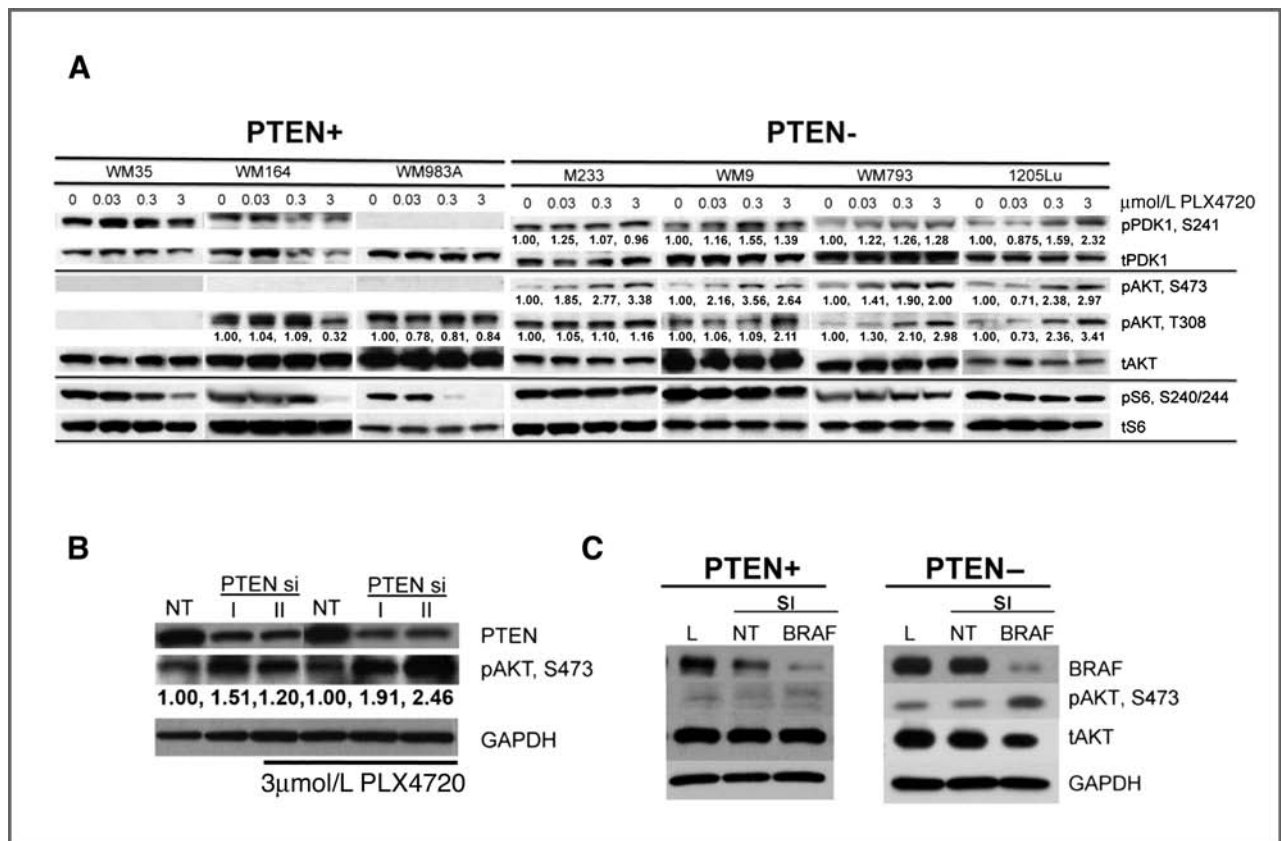 A
PTEN+ PTEN-
WM35 WM164 WM983A M233 WM9 WM793 1205Lu
0 0.03 0.3 3 0 0.03 0.3 3 0 0.03 0.3 3 0 0.03 0.3 3 0 0.03 0.3 3 0 0.03 0.3 3 0 0.03 0.3 3 μmol/L PLX4720
pPDK1, S241
1.00, 1.25, 1.07, 0.96 1.00, 1.16, 1.55, 1.39 1.00, 1.22, 1.26, 1.28 1.00, 0.875, 1.59, 2.32
tPDK1
pAKT, S473
1.00, 1.85, 2.77, 3.38 1.00, 2.16, 3.56, 2.64 1.00, 1.41, 1.90, 2.00 1.00, 0.71, 2.38, 2.97
pAKT, T308
1.00, 1.04, 1.09, 0.32 1.00, 0.78, 0.81, 0.84 1.00, 1.05, 1.10, 1.16 1.00, 1.06, 1.09, 2.11 1.00, 1.30, 2.10, 2.98 1.00, 0.73, 2.36, 3.41
tAKT
pS6, S240/244
tS6
B
PTEN si PTEN si
NT I II NT I II
PTEN
pAKT, S473
1.00, 1.51, 1.20, 1.00, 1.91, 2.46
GAPDH
3μmol/L PLX4720
C
PTEN+ PTEN–
SI SI
L NT BRAF L NT BRAF
BRAF
pAKT, S473
tAKT
GAPDH